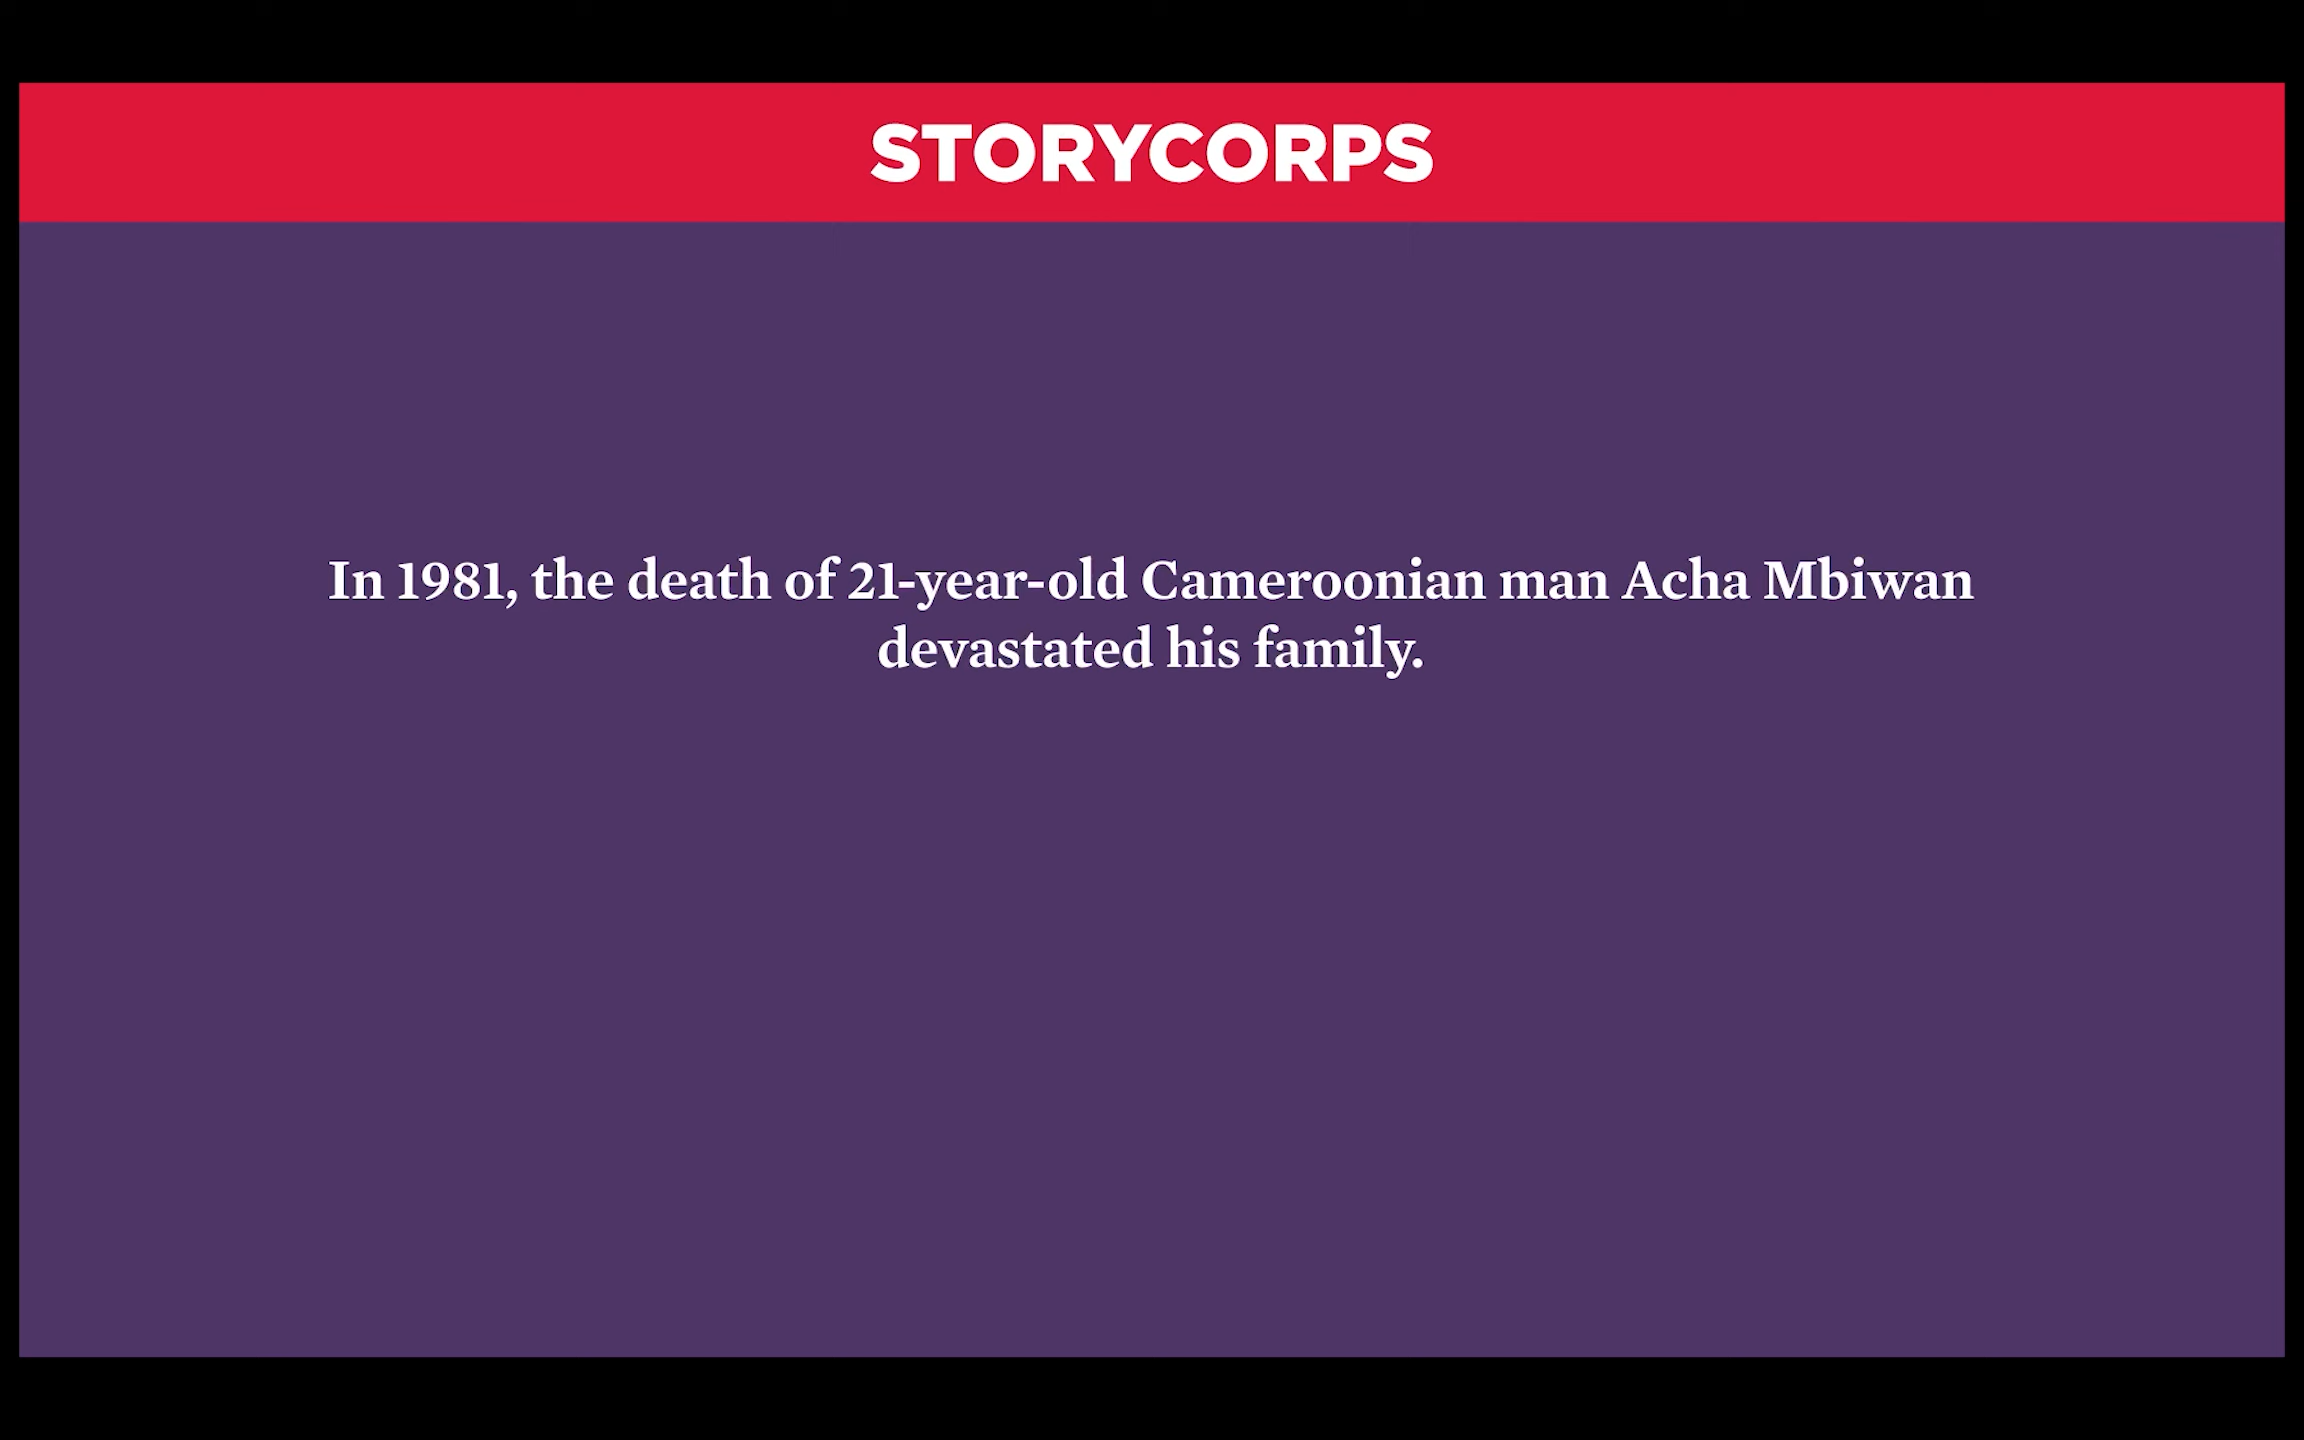 STORYCORPS
In 1981, the death of 21-year-old Cameroonian man Acha Mbiwan
devastated his family.